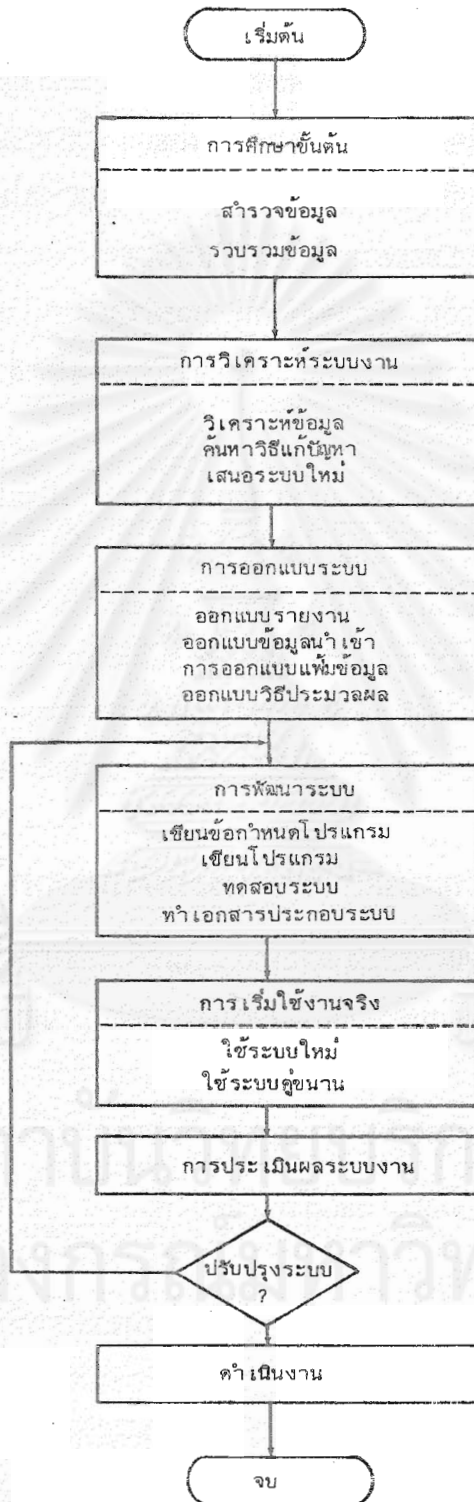 เริ่มต้น
การศึกษาขั้นต้น
สำรวจข้อมูล
รวบรวมข้อมูล
การวิเคราะห์ระบบงาน
วิเคราะห์ข้อมูล
ค้นหาวิธีแก้ปัญหา
เสนอระบบใหม่
การออกแบบระบบ
ออกแบบรายงาน
ออกแบบข้อมูลนำเข้า
การออกแบบแฟ้มข้อมูล
ออกแบบวิธีประมวลผล
การพัฒนาระบบ
เขียนข้อกำหนดโปรแกรม
เขียนโปรแกรม
ทดสอบระบบ
ทำเอกสารประกอบระบบ
การเริ่มใช้งานจริง
ใช้ระบบใหม่
ใช้ระบบคู่ขนาน
การประเมินผลระบบงาน
ปรับปรุงระบบ
?
ดำเนินงาน
จบ